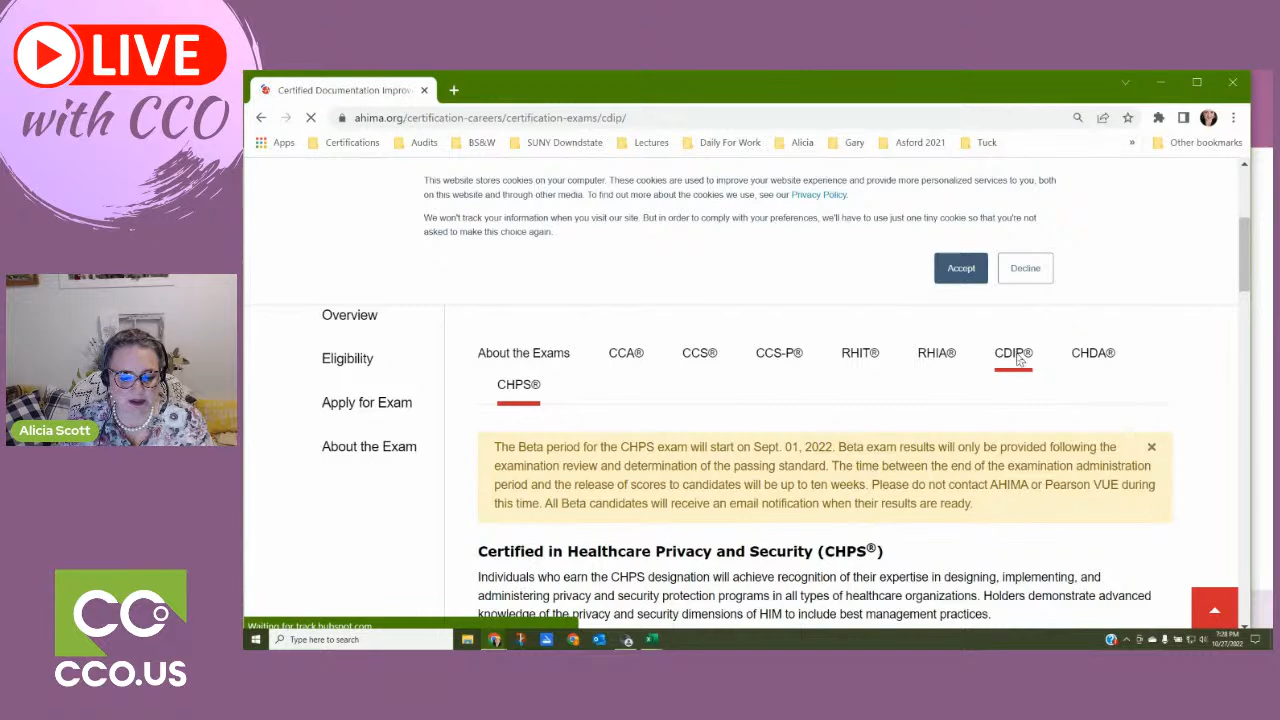 LIVE
with CCO
Alicia Scott
CCO
CCO.US
Certified Documentation Improve
ahima.org/certification-careers/certification-exams/cdip/
Apps Certifications Audits BS&W SUNY Downstate Lectures Daily For Work Alicia Gary Asford 2021 Tuck » Other bookmarks
This website stores cookies on your computer. These cookies are used to improve your website experience and provide more personalized services to you, both
on this website and through other media. To find out more about the cookies we use, see our Privacy Policy.
We won't track your information when you visit our site. But in order to comply with your preferences, we'll have to use just one tiny cookie so that you're not
asked to make this choice again.
Accept Decline
Overview
Eligibility
Apply for Exam
About the Exam
About the Exams CCA® CCS® CCS-P® RHIT® RHIA® CDIP® CHDA®
CHPS®
The Beta period for the CHPS exam will start on Sept. 01, 2022. Beta exam results will only be provided following the
examination review and determination of the passing standard. The time between the end of the examination administration
period and the release of scores to candidates will be up to ten weeks. Please do not contact AHIMA or Pearson VUE during
this time. All Beta candidates will receive an email notification when their results are ready.
Certified in Healthcare Privacy and Security (CHPS®)
Individuals who earn the CHPS designation will achieve recognition of their expertise in designing, implementing, and
administering privacy and security protection programs in all types of healthcare organizations. Holders demonstrate advanced
knowledge of the privacy and security dimensions of HIM to include best management practices.
Waiting for track.hubspot.com
Type here to search
7:28 PM
10/27/2022